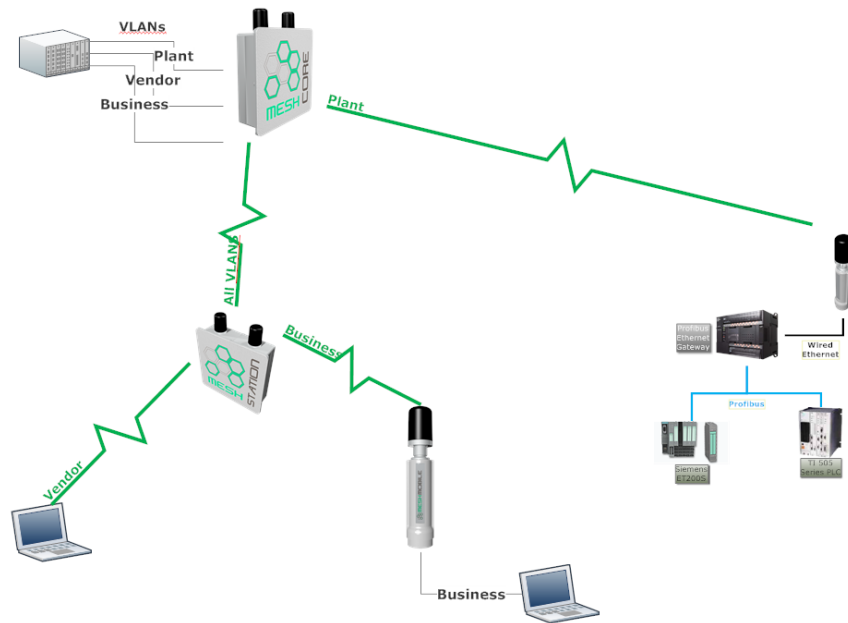 VLANs
Plant
Vendor
Business
MESH
CORE
Plant
All VLANS
Business
MESH
STATION
Vendor
Profibus
Ethernet
Gateway
Wired
Ethernet
Profibus
Siemens
ET200S
TI 505
Series PLC
Business